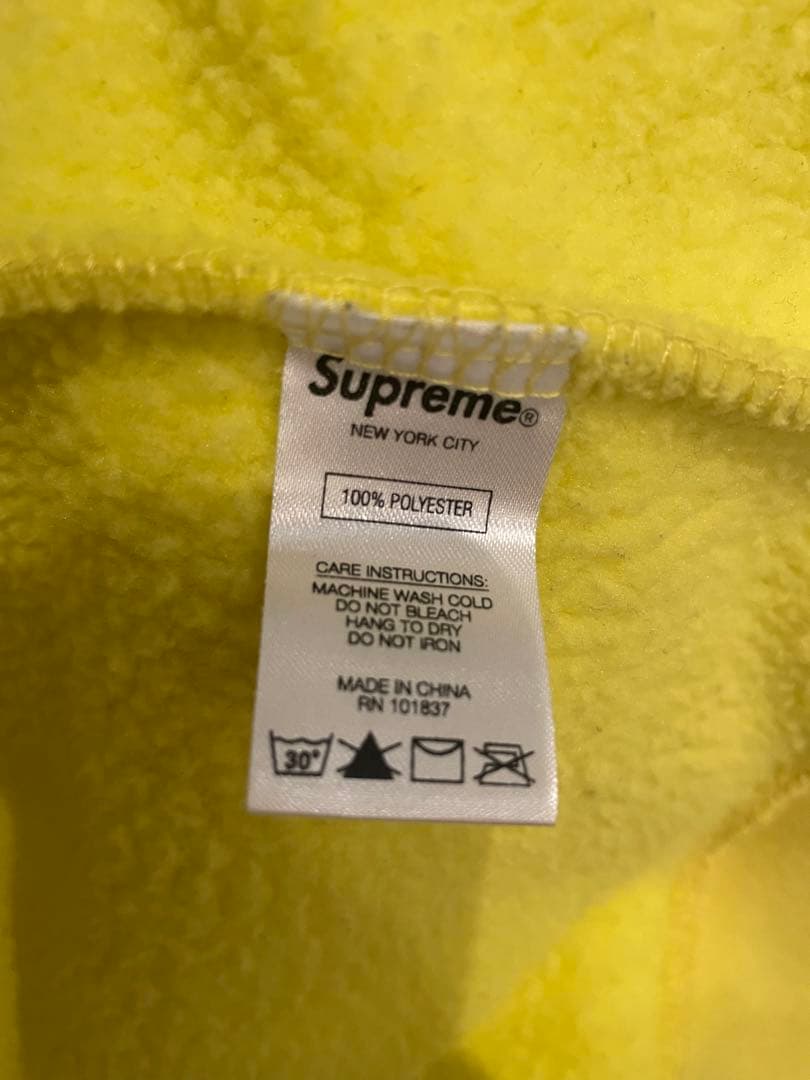 Supreme®
NEW YORK CITY
100% POLYESTER
CARE INSTRUCTIONS:
MACHINE WASH COLD
DO NOT BLEACH
HANG TO DRY
DO NOT IRON
MADE IN CHINA
RN 101837
30°